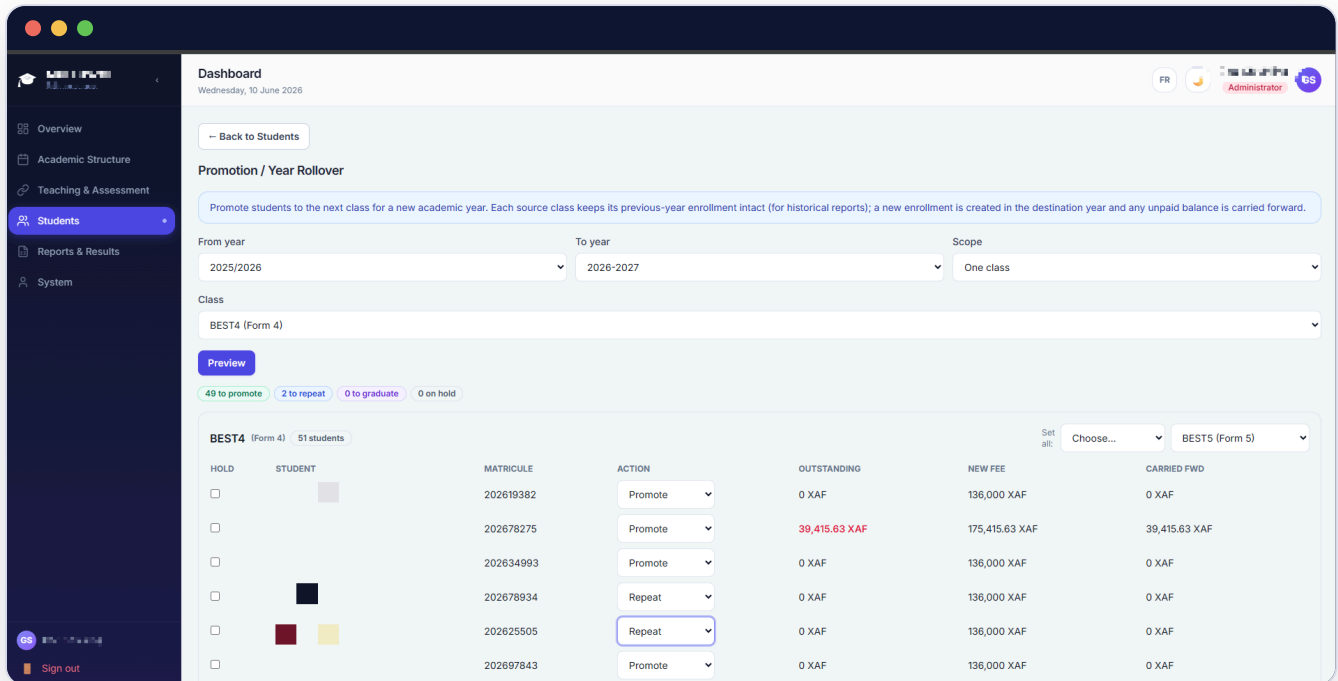 Dashboard
Wednesday, 10 June 2026
FR
Administrator
GS
Overview
Academic Structure
Teaching & Assessment
Students
Reports & Results
System
GS
Sign out
← Back to Students
Promotion / Year Rollover
Promote students to the next class for a new academic year. Each source class keeps its previous-year enrollment intact (for historical reports); a new enrollment is created in the destination year and any unpaid balance is carried forward.
From year To year Scope
2025/2026 2026-2027 One class
Class
BEST4 (Form 4)
Preview
49 to promote 2 to repeat 0 to graduate 0 on hold
BEST4 (Form 4) 51 students Set all: Choose... BEST5 (Form 5)
HOLD STUDENT MATRICULE ACTION OUTSTANDING NEW FEE CARRIED FWD
202619382 Promote 0 XAF 136,000 XAF 0 XAF
202678275 Promote 39,415.63 XAF 175,415.63 XAF 39,415.63 XAF
202634993 Promote 0 XAF 136,000 XAF 0 XAF
202678934 Repeat 0 XAF 136,000 XAF 0 XAF
202625505 Repeat 0 XAF 136,000 XAF 0 XAF
202697843 Promote 0 XAF 136,000 XAF 0 XAF